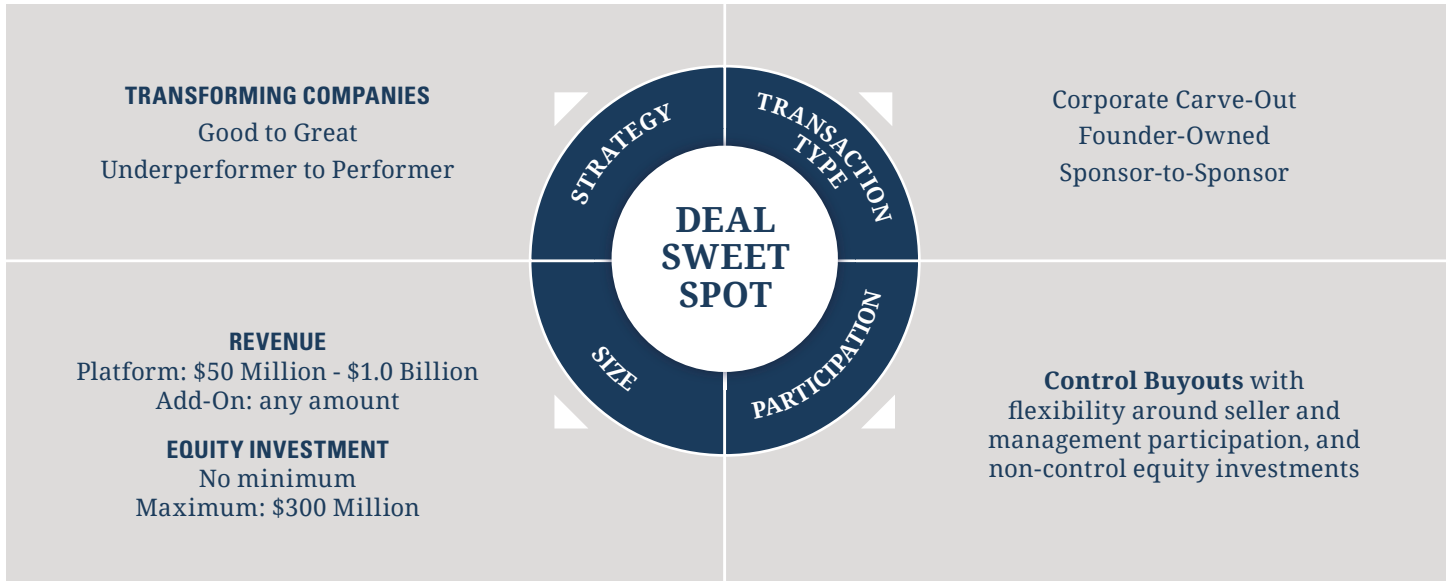 TRANSFORMING COMPANIES
Good to Great
Underperformer to Performer
STRATEGY
TRANSACTION
TYPE
Corporate Carve-Out
Founder-Owned
Sponsor-to-Sponsor
DEAL
SWEET
SPOT
REVENUE
Platform: $50 Million - $1.0 Billion
Add-On: any amount
EQUITY INVESTMENT
No minimum
Maximum: $300 Million
SIZE
PARTICIPATION
Control Buyouts with
flexibility around seller and
management participation, and
non-control equity investments